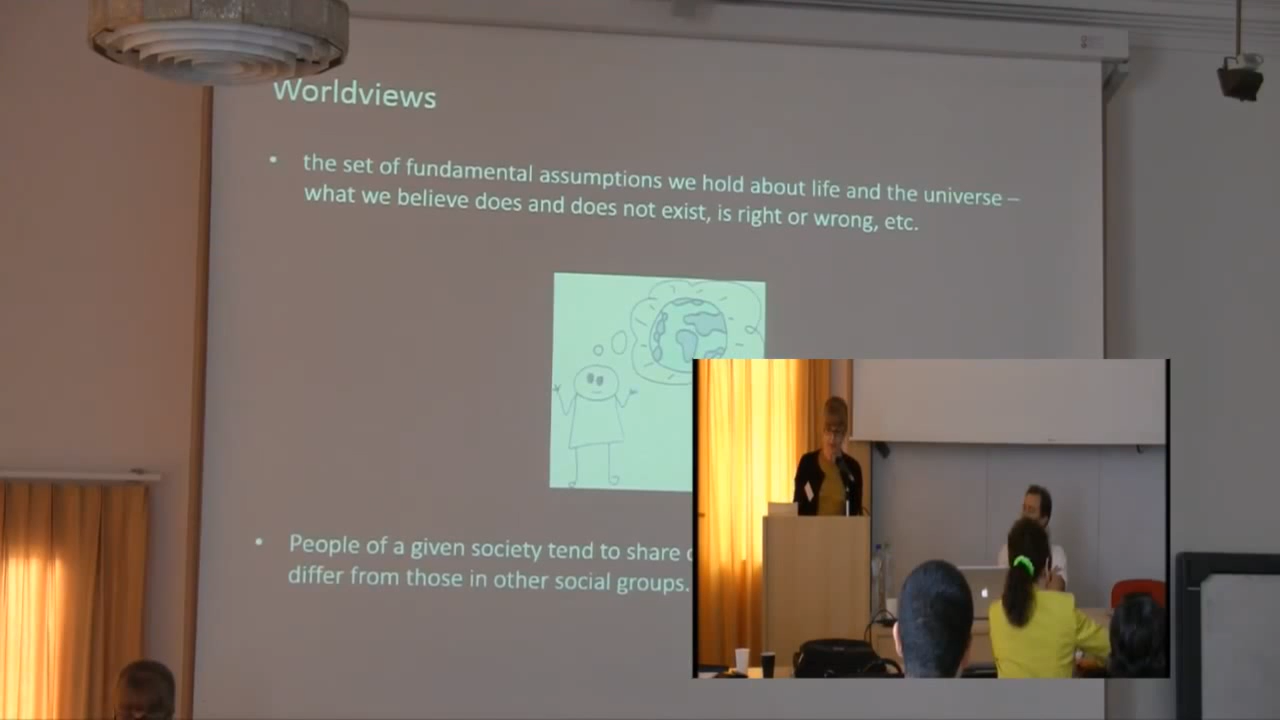 Worldviews
• the set of fundamental assumptions we hold about life and the universe –
what we believe does and does not exist, is right or wrong, etc.
• People of a given society tend to share
differ from those in other social groups.